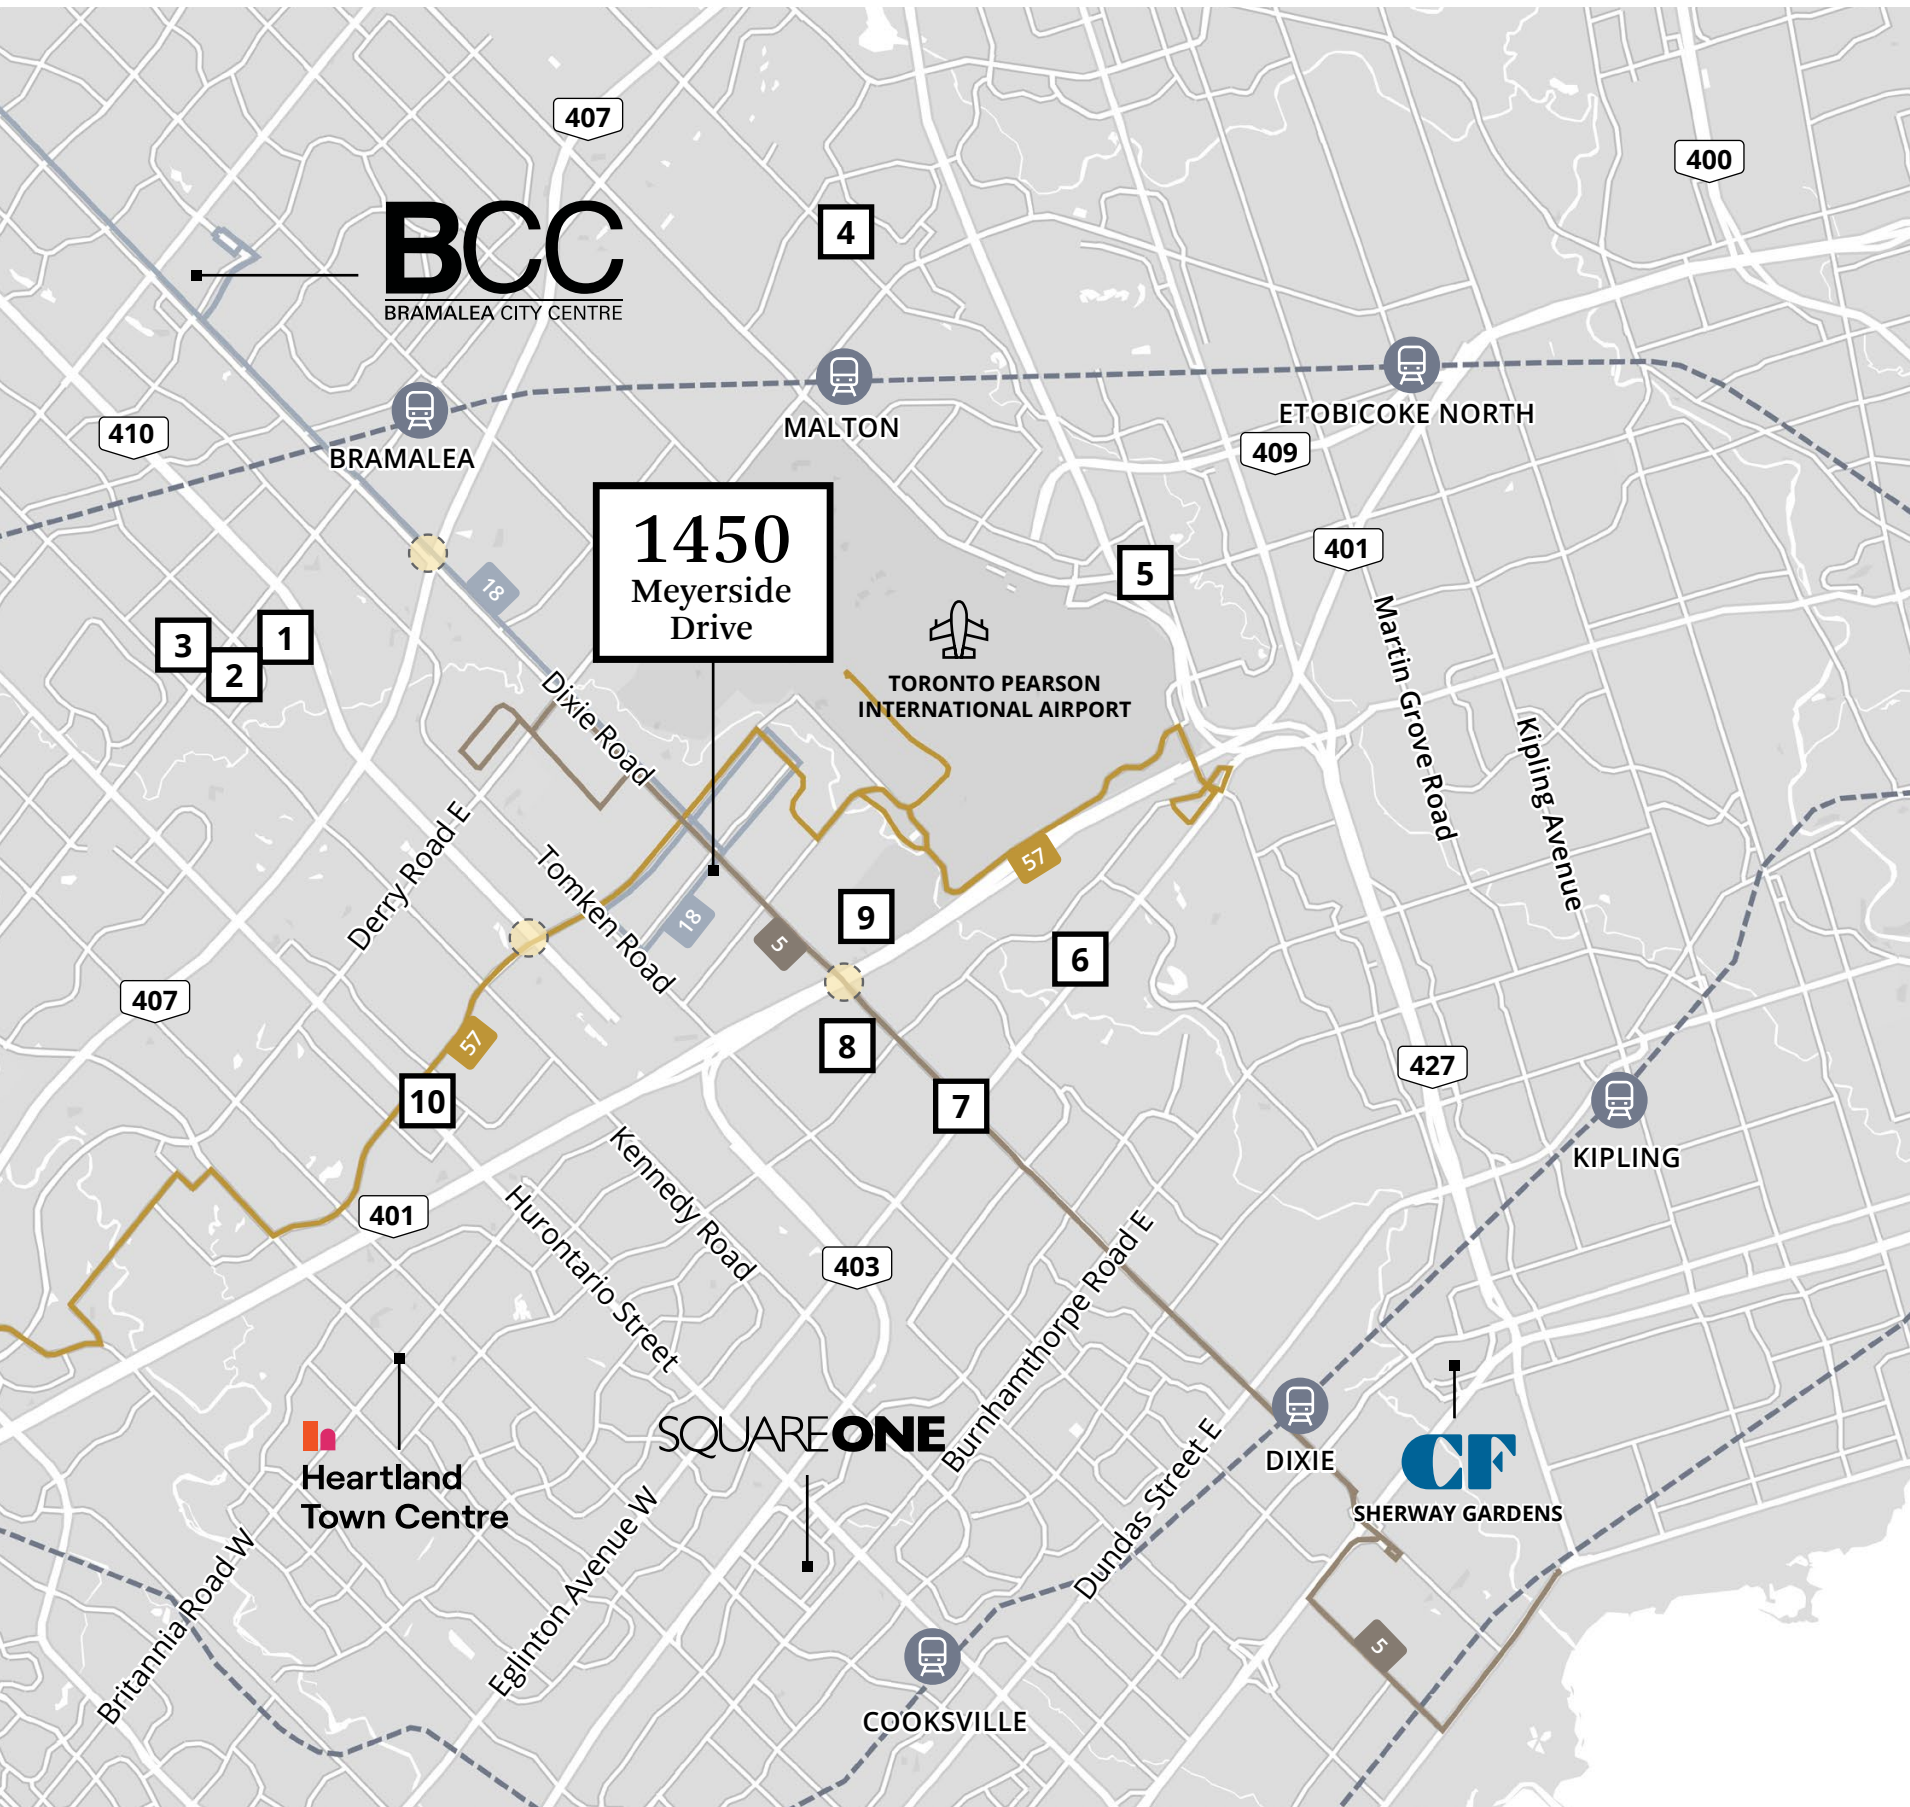 407
400
4
BCC
BRAMALEA CITY CENTRE
MALTON
ETOBICOKE NORTH
410
BRAMALEA
409
1450
Meyerside
Drive
401
5
18
3
1
2
TORONTO PEARSON
INTERNATIONAL AIRPORT
Martin Grove Road
Kipling Avenue
Dixie Road
Derry Road E
Tomken Road
57
9
18
5
6
407
57
8
10
7
427
KIPLING
401
Kennedy Road
Hurontario Street
403
Burnhamthorpe Road E
SQUARE ONE
Heartland
Town Centre
Dundas Street E
DIXIE
CF
SHERWAY GARDENS
Britannia Road W
Eglinton Avenue W
5
COOKSVILLE